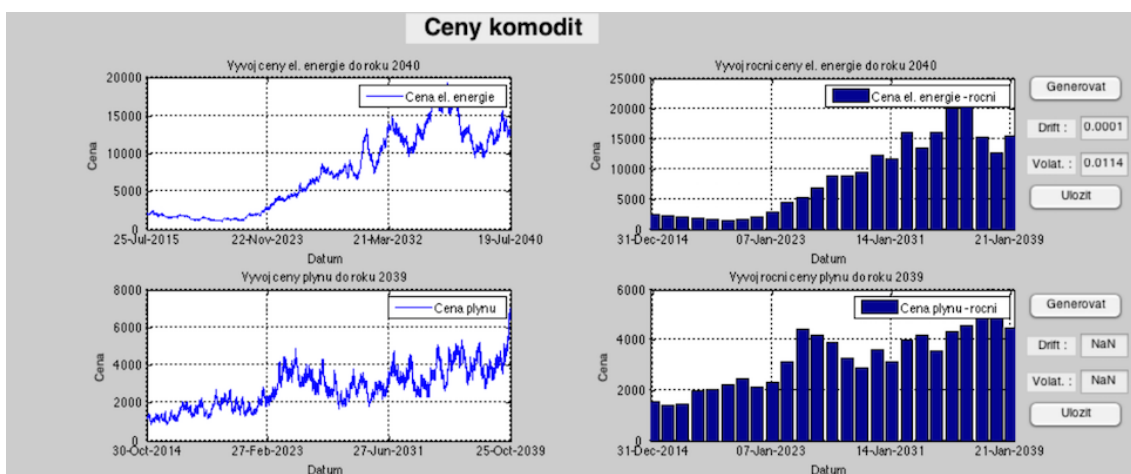 Ceny komodit
Vyvoj ceny el. energie do roku 2040
20000
15000
10000
5000
0
Cena
Cena el. energie
25-Jul-2015 22-Nov-2023 21-Mar-2032 19-Jul-2040
Datum
Vyvoj rocni ceny el. energie do roku 2040
25000
20000
15000
10000
5000
0
Cena
Cena el. energie -rocni
31-Dec-2014 07-Jan-2023 14-Jan-2031 21-Jan-2039
Datum
Generovat
Drift : 0.0001
Volat. : 0.0114
Ulozit
Vyvoj ceny plynu do roku 2039
8000
6000
4000
2000
0
Cena
Cena plynu
30-Oct-2014 27-Feb-2023 27-Jun-2031 25-Oct-2039
Datum
Vyvoj rocni ceny plynu do roku 2039
6000
4000
2000
0
Cena
Cena plynu -rocni
31-Dec-2014 07-Jan-2023 14-Jan-2031 21-Jan-2039
Datum
Generovat
Drift : NaN
Volat. : NaN
Ulozit